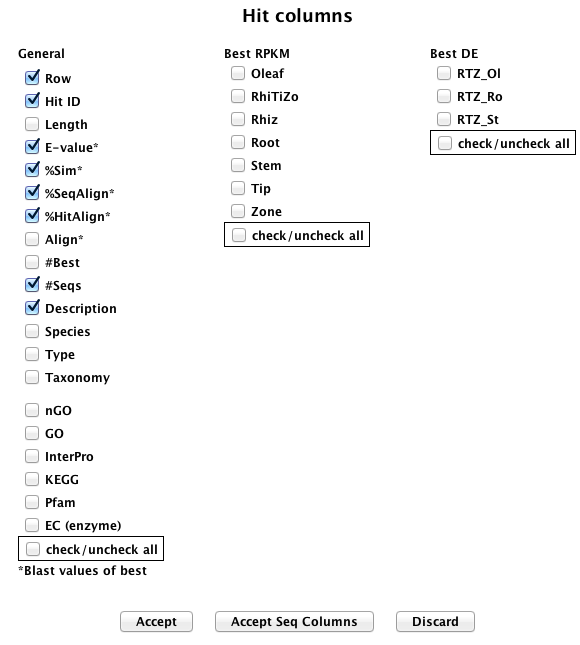 Hit columns
General
Row
Hit ID
Length
E-value*
%Sim*
%SeqAlign*
%HitAlign*
Align*
#Best
#Seqs
Description
Species
Type
Taxonomy
nGO
GO
InterPro
KEGG
Pfam
EC (enzyme)
check/uncheck all
*Blast values of best
Best RPKM
Oleaf
RhiTiZo
Rhiz
Root
Stem
Tip
Zone
check/uncheck all
Best DE
RTZ_Ol
RTZ_Ro
RTZ_St
check/uncheck all
Accept
Accept Seq Columns
Discard